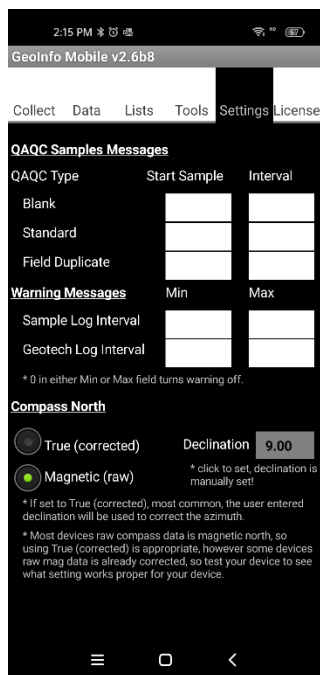 2:15 PM
57
GeoInfo Mobile v2.6b8
Collect Data Lists Tools Settings License
QAQC Samples Messages
QAQC Type Start Sample Interval
Blank
Standard
Field Duplicate
Warning Messages Min Max
Sample Log Interval
Geotech Log Interval
* 0 in either Min or Max field turns warning off.
Compass North
True (corrected) Declination 9.00
Magnetic (raw) * click to set, declination is
manually set!
* If set to True (corrected), most common, the user entered
declination will be used to correct the azimuth.
* Most devices raw compass data is magnetic north, so
using True (corrected) is appropriate, however some devices
raw mag data is already corrected, so test your device to see
what setting works proper for your device.